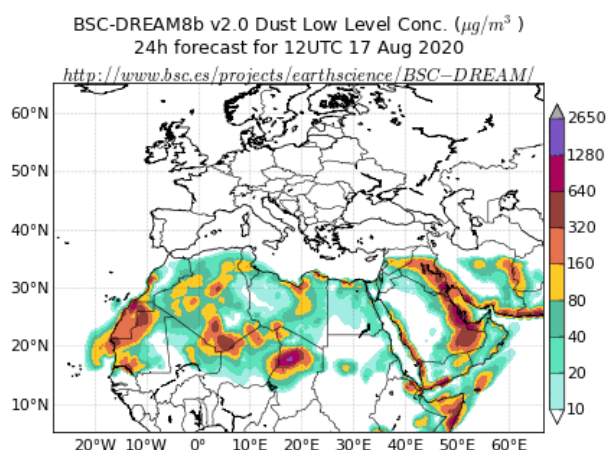 BSC-DREAM8b v2.0 Dust Low Level Conc. (μg/m³ )
24h forecast for 12UTC 17 Aug 2020
http://www.bsc.es/projects/earthscience/BSC−DREAM/
60°N
50°N
40°N
30°N
20°N
10°N
20°W
10°W
0°
10°E
20°E
30°E
40°E
50°E
60°E
2650
1280
640
320
160
80
40
20
10